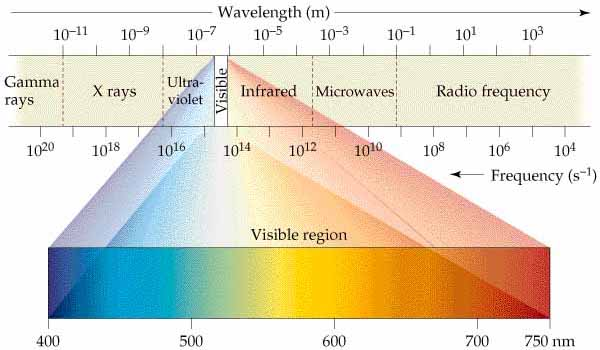 Wavelength (m)
10⁻¹¹ 10⁻⁹ 10⁻⁷ 10⁻⁵ 10⁻³ 10⁻¹ 10¹ 10³
Gamma rays
X rays
Ultra-
violet
Visible
Infrared
Microwaves
Radio frequency
10²⁰ 10¹⁸ 10¹⁶ 10¹⁴ 10¹² 10¹⁰ 10⁸ 10⁶ 10⁴
Frequency (s⁻¹)
Visible region
400 500 600 700 750 nm